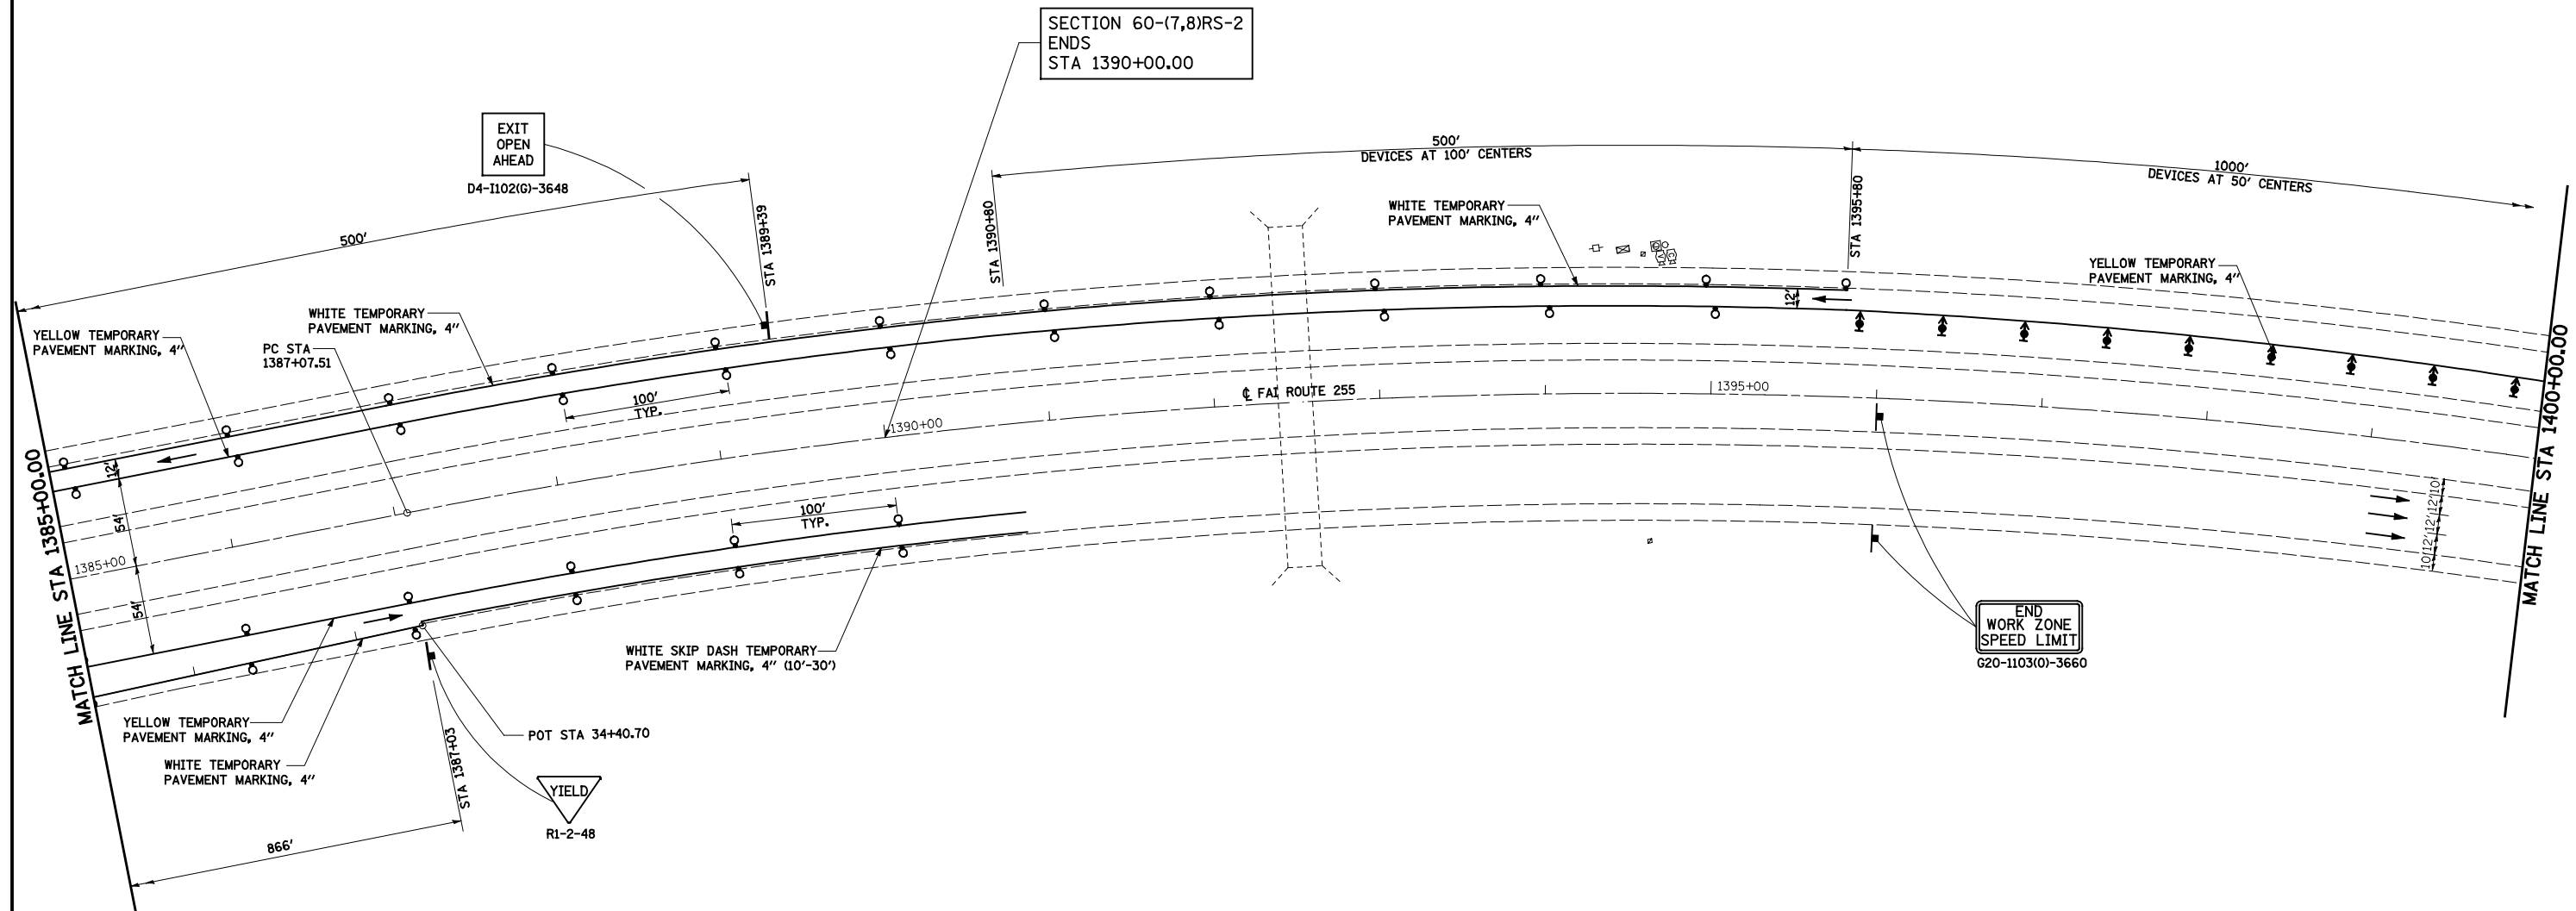 SECTION 60-(7,8)RS-2
ENDS
STA 1390+00.00
EXIT
OPEN
AHEAD
D4-I102(G)-3648
500'
STA 1389+39
STA 1390+80
500'
DEVICES AT 100' CENTERS
STA 1395+80
1000'
DEVICES AT 50' CENTERS
WHITE TEMPORARY
PAVEMENT MARKING, 4"
YELLOW TEMPORARY
PAVEMENT MARKING, 4"
12'
YELLOW TEMPORARY
PAVEMENT MARKING, 4"
WHITE TEMPORARY
PAVEMENT MARKING, 4"
PC STA
1387+07.51
100'
TYP.
℄ FAI ROUTE 255
1395+00
1390+00
1385+00
MATCH LINE STA 1385+00.00
MATCH LINE STA 1400+00.00
12'
54'
54'
100'
TYP.
10'
12'
12'
12'
10'
END
WORK ZONE
SPEED LIMIT
G20-1103(O)-3660
WHITE SKIP DASH TEMPORARY
PAVEMENT MARKING, 4" (10'-30')
YELLOW TEMPORARY
PAVEMENT MARKING, 4"
WHITE TEMPORARY
PAVEMENT MARKING, 4"
POT STA 34+40.70
STA 1387+03
YIELD
R1-2-48
866'